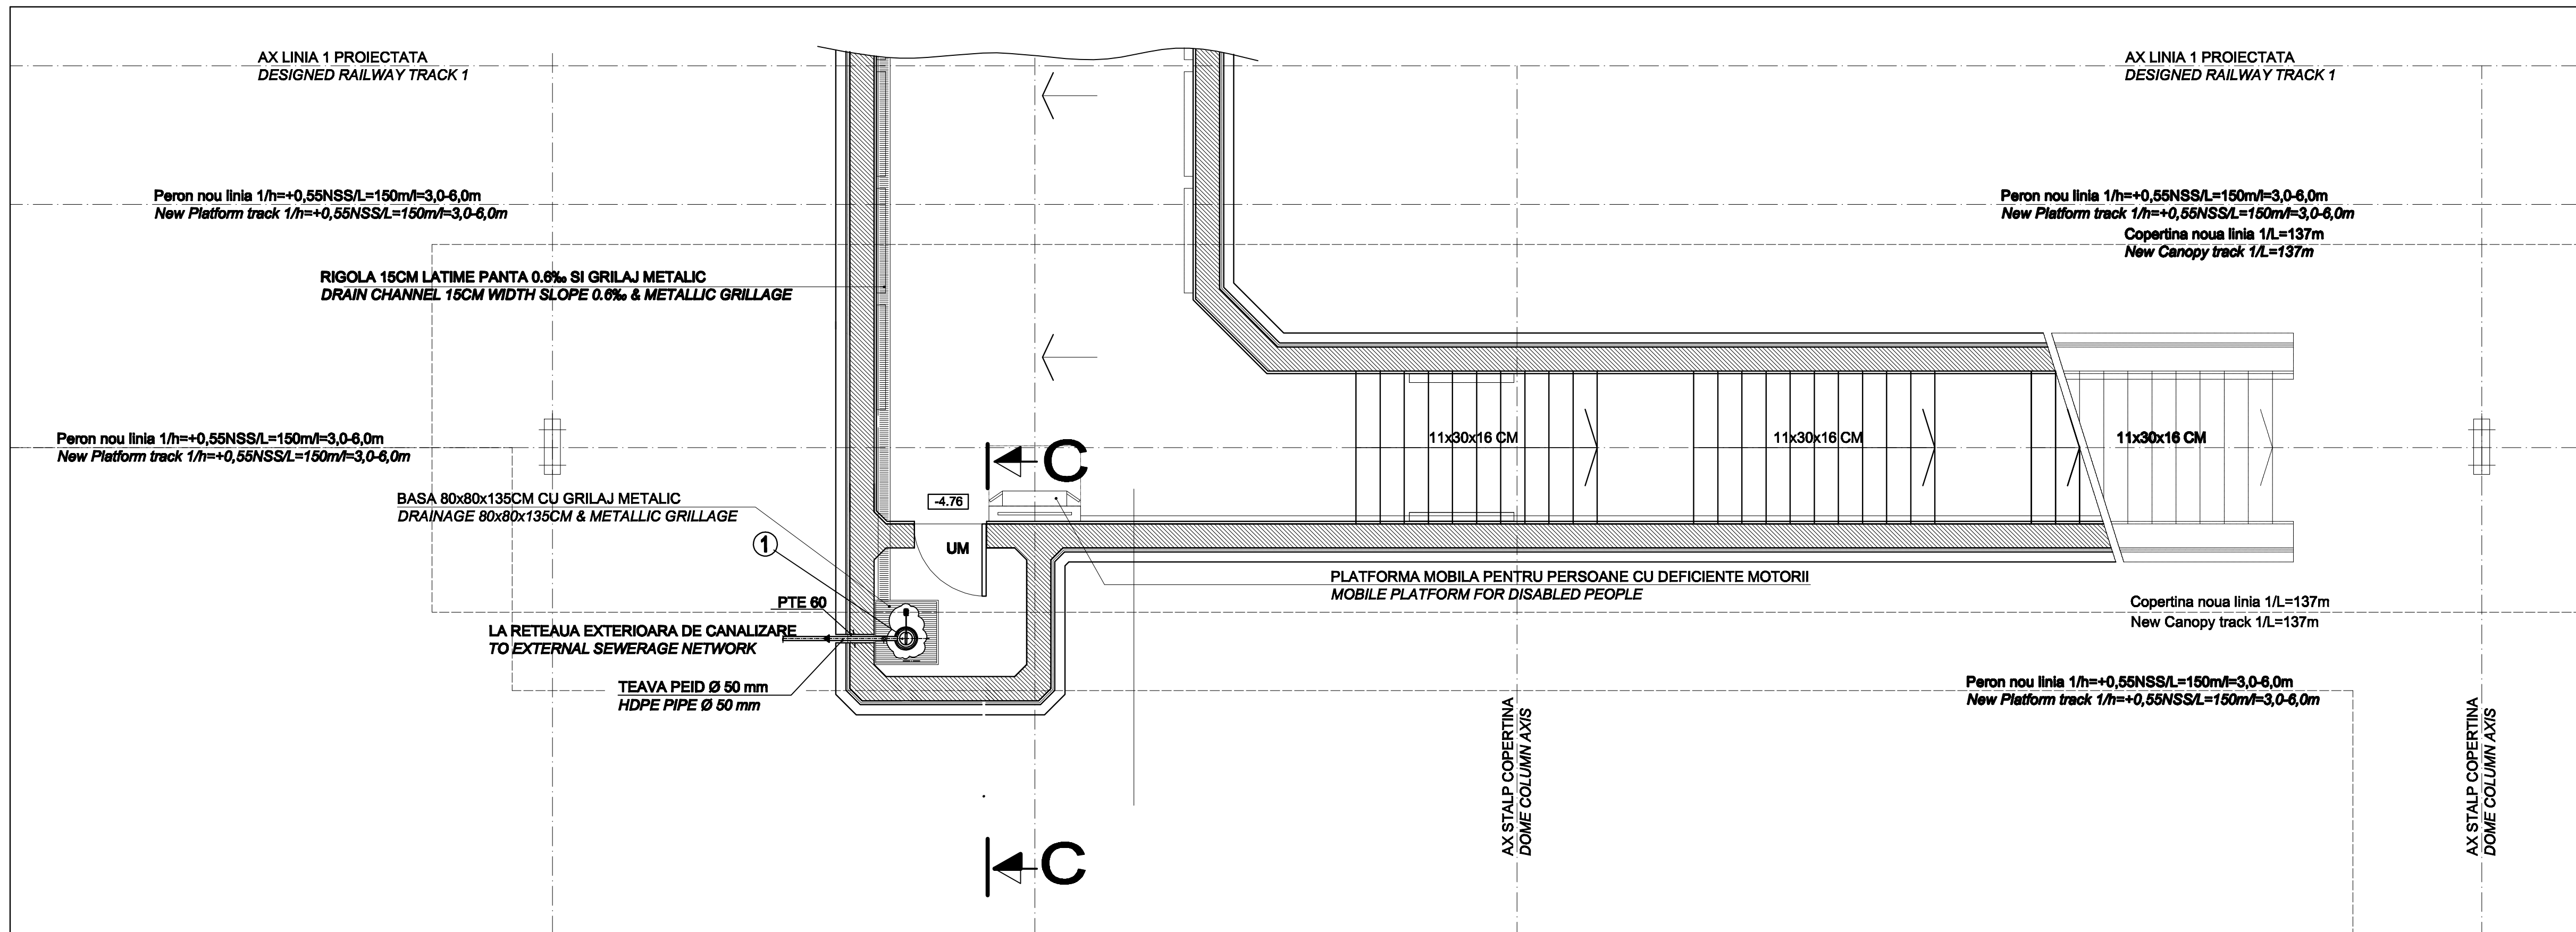 AX LINIA 1 PROIECTATA
DESIGNED RAILWAY TRACK 1
AX LINIA 1 PROIECTATA
DESIGNED RAILWAY TRACK 1
Peron nou linia 1/h=+0,55NSS/L=150m/l=3,0-6,0m
New Platform track 1/h=+0,55NSS/L=150m/l=3,0-6,0m
Peron nou linia 1/h=+0,55NSS/L=150m/l=3,0-6,0m
New Platform track 1/h=+0,55NSS/L=150m/l=3,0-6,0m
Copertina noua linia 1/L=137m
New Canopy track 1/L=137m
RIGOLA 15CM LATIME PANTA 0.6‰ SI GRILAJ METALIC
DRAIN CHANNEL 15CM WIDTH SLOPE 0.6‰ & METALLIC GRILLAGE
Peron nou linia 1/h=+0,55NSS/L=150m/l=3,0-6,0m
New Platform track 1/h=+0,55NSS/L=150m/l=3,0-6,0m
11x30x16 CM
11x30x16 CM
11x30x16 CM
C
-4.76
BASA 80x80x135CM CU GRILAJ METALIC
DRAINAGE 80x80x135CM & METALLIC GRILLAGE
1
UM
PLATFORMA MOBILA PENTRU PERSOANE CU DEFICIENTE MOTORII
MOBILE PLATFORM FOR DISABLED PEOPLE
PTE 60
Copertina noua linia 1/L=137m
New Canopy track 1/L=137m
LA RETEAUA EXTERIOARA DE CANALIZARE
TO EXTERNAL SEWERAGE NETWORK
TEAVA PEID Ø 50 mm
HDPE PIPE Ø 50 mm
Peron nou linia 1/h=+0,55NSS/L=150m/l=3,0-6,0m
New Platform track 1/h=+0,55NSS/L=150m/l=3,0-6,0m
AX STALP COPERTINA
DOME COLUMN AXIS
AX STALP COPERTINA
DOME COLUMN AXIS
C